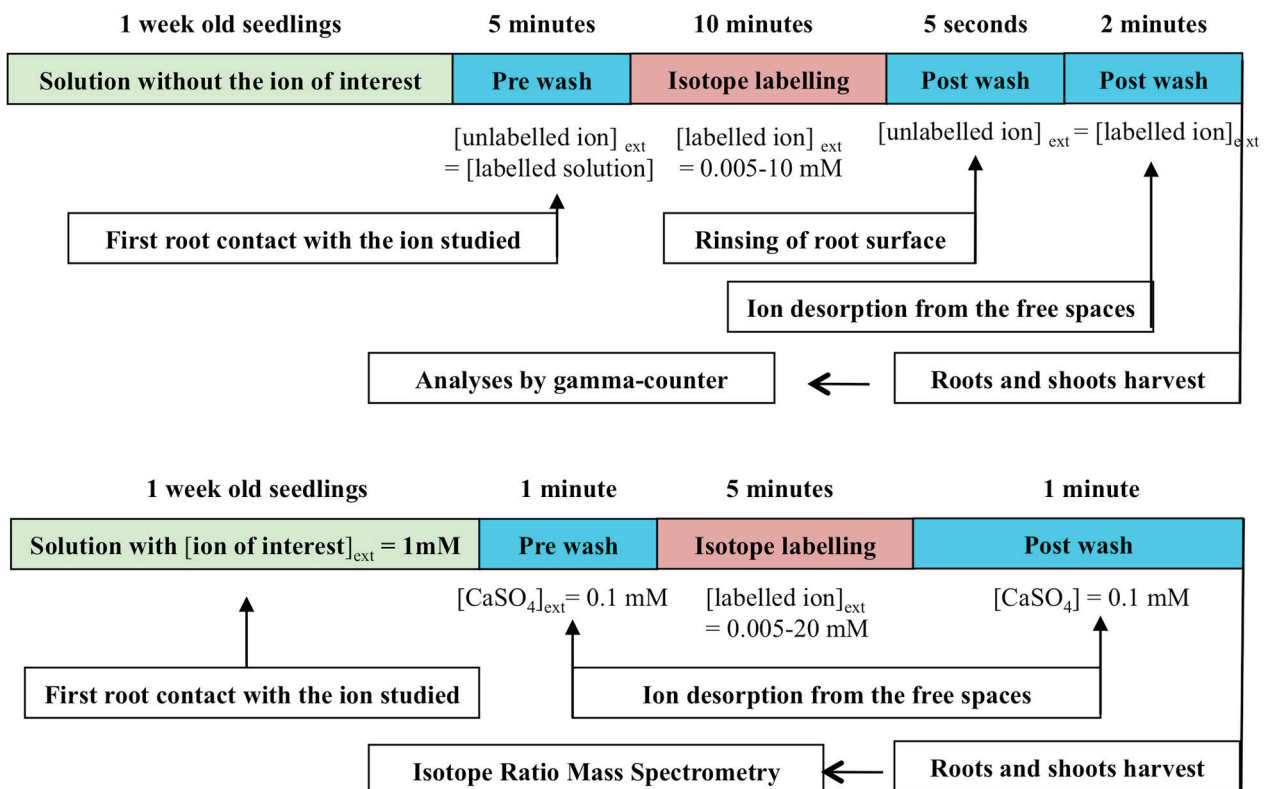 1 week old seedlings 5 minutes 10 minutes 5 seconds 2 minutes
Solution without the ion of interest Pre wash Isotope labelling Post wash Post wash
[unlabelled ion] ext
= [labelled solution]
[labelled ion] ext
= 0.005-10 mM
[unlabelled ion] ext = [labelled ion]ext
First root contact with the ion studied
Rinsing of root surface
Ion desorption from the free spaces
Analyses by gamma-counter
Roots and shoots harvest
1 week old seedlings 1 minute 5 minutes 1 minute
Solution with [ion of interest]ext = 1mM Pre wash Isotope labelling Post wash
[CaSO4]ext= 0.1 mM
[labelled ion]ext
= 0.005-20 mM
[CaSO4] = 0.1 mM
First root contact with the ion studied
Ion desorption from the free spaces
Isotope Ratio Mass Spectrometry
Roots and shoots harvest